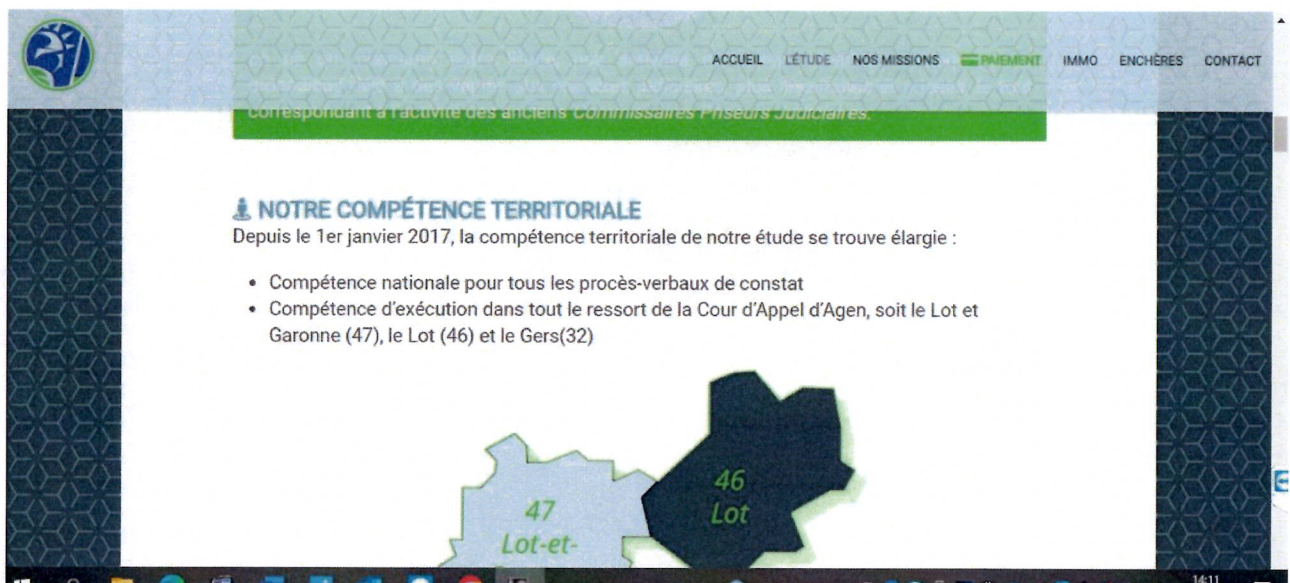 ACCUEIL L'ÉTUDE NOS MISSIONS PAIEMENT IMMO ENCHÈRES CONTACT
correspondant à l'activité des anciens Commissaires Priseurs Judiciaires.
NOTRE COMPÉTENCE TERRITORIALE
Depuis le 1er janvier 2017, la compétence territoriale de notre étude se trouve élargie :
• Compétence nationale pour tous les procès-verbaux de constat
• Compétence d'exécution dans tout le ressort de la Cour d'Appel d'Agen, soit le Lot et
Garonne (47), le Lot (46) et le Gers(32)
46
Lot
47
Lot-et-
14:11